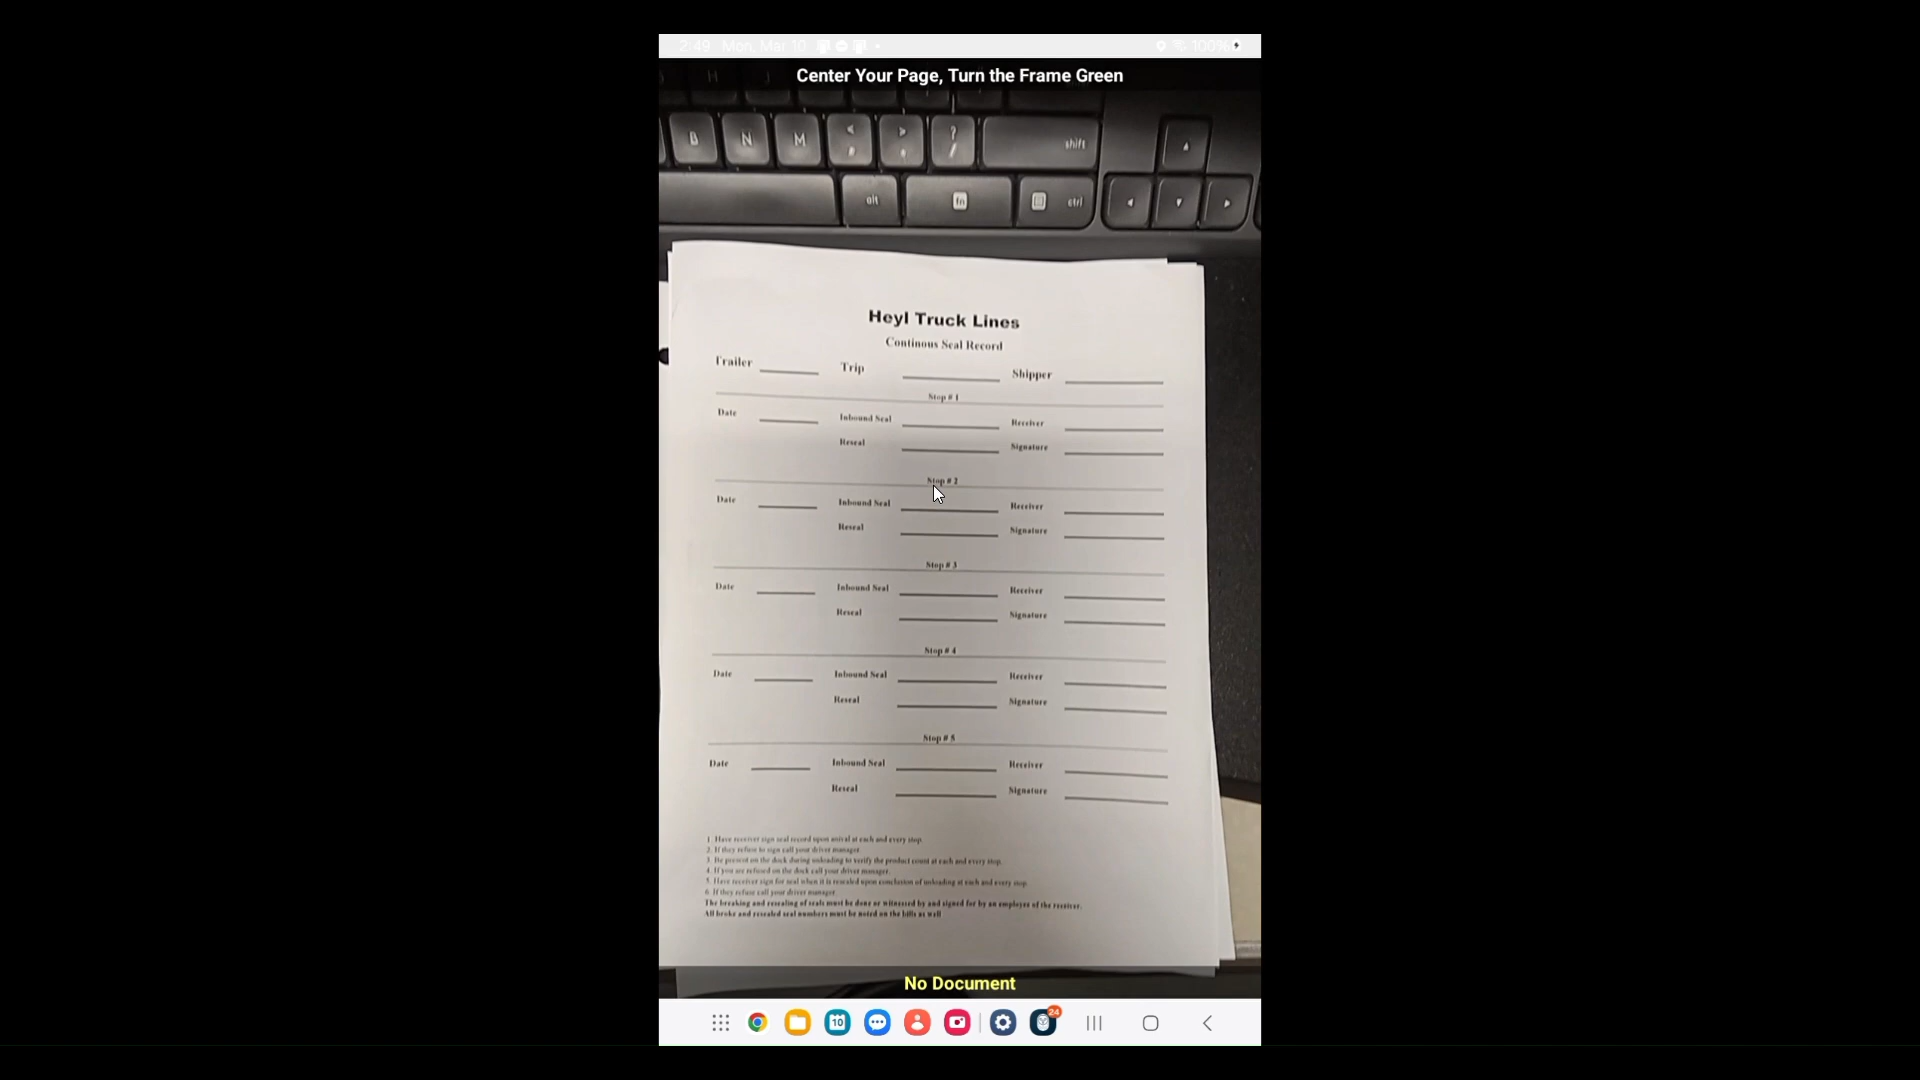 2:49 Mon, Mar 10 100%
Center Your Page, Turn the Frame Green
H J
B N M < , > . ? / shift
alt fn ctrl
Heyl Truck Lines
Continous Seal Record
Trailer Trip Shipper
Stop # 1
Date Inbound Seal Receiver
Reseal Signature
Stop # 2
Date Inbound Seal Receiver
Reseal Signature
Stop # 3
Date Inbound Seal Receiver
Reseal Signature
Stop # 4
Date Inbound Seal Receiver
Reseal Signature
Stop # 5
Date Inbound Seal Receiver
Reseal Signature
1. Have receiver sign seal record upon arrival at each and every stop.
2. If they refuse to sign call your driver manager.
3. Be present on the dock during unloading to verify the product count at each and every stop.
4. If you are refused on the dock call your driver manager.
5. Have receiver sign for seal when it is resealed upon conclusion of unloading at each and every stop.
6. If they refuse call your driver manager.
The breaking and resealing of seals must be done or witnessed by and signed for by an employee of the receiver.
All broke and resealed seal numbers must be noted on the bills as well
No Document
10 24